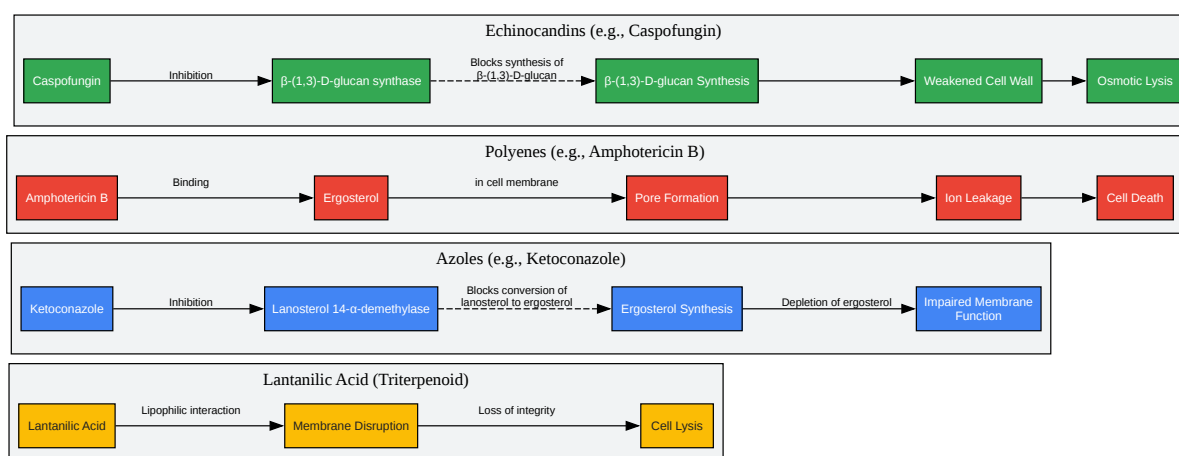 Echinocandins (e.g., Caspofungin)
Caspofungin
Inhibition
β-(1,3)-D-glucan synthase
Blocks synthesis of
β-(1,3)-D-glucan
β-(1,3)-D-glucan Synthesis
Weakened Cell Wall
Osmotic Lysis
Polyenes (e.g., Amphotericin B)
Amphotericin B
Binding
Ergosterol
in cell membrane
Pore Formation
Ion Leakage
Cell Death
Azoles (e.g., Ketoconazole)
Ketoconazole
Inhibition
Lanosterol 14-α-demethylase
Blocks conversion of
lanosterol to ergosterol
Ergosterol Synthesis
Depletion of ergosterol
Impaired Membrane
Function
Lantanilic Acid (Triterpenoid)
Lantanilic Acid
Lipophilic interaction
Membrane Disruption
Loss of integrity
Cell Lysis